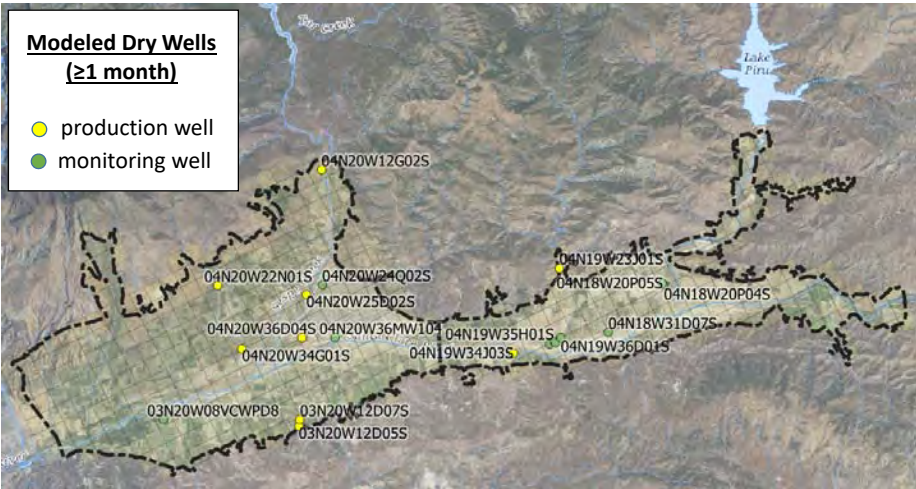 Modeled Dry Wells
(≥1 month)
production well
monitoring well
Lake
Piru
04N20W12G02S
04N19W23J01S
04N20W22N01S
04N20W24Q02S
04N18W20P05S
04N18W20P04S
04N20W25D02S
04N20W36D04S
04N20W36MW104
04N19W35H01S
04N18W31D07S
04N20W34G01S
04N19W34J03S
04N19W36D01S
03N20W08VCWPD8
03N20W12D07S
03N20W12D05S